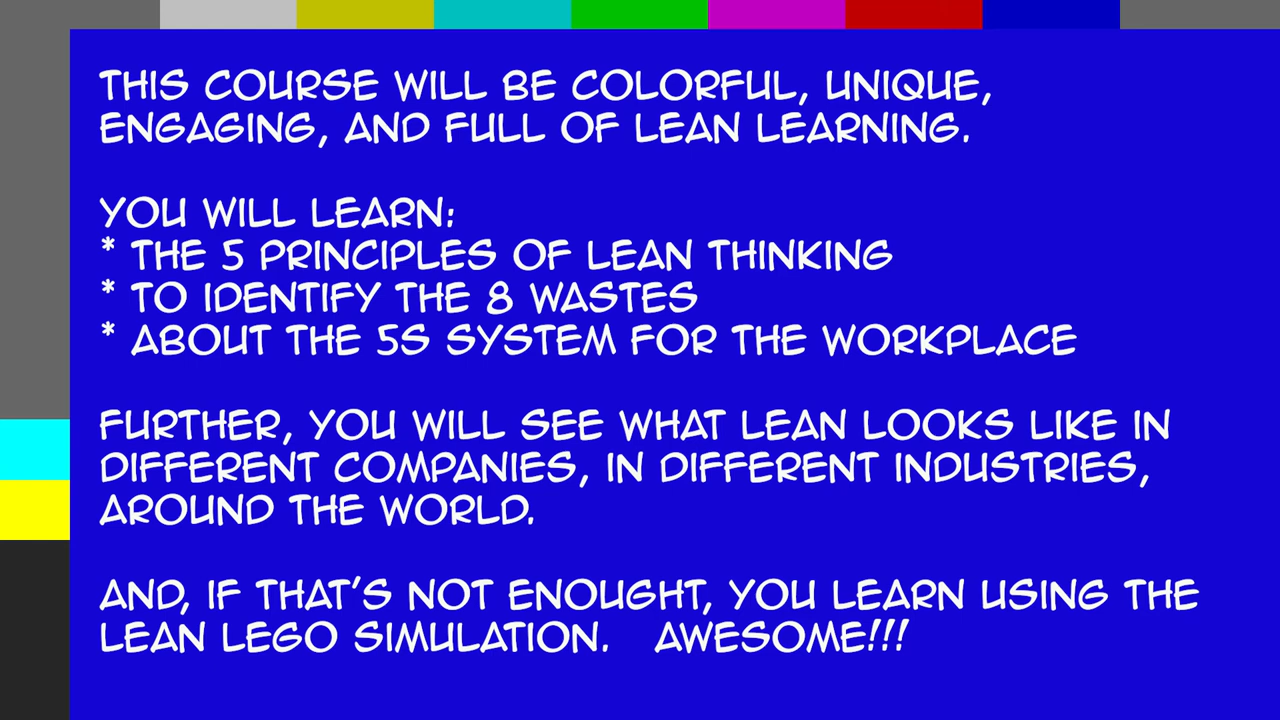 THIS COURSE WILL BE COLORFUL, UNIQUE,
ENGAGING, AND FULL OF LEAN LEARNING.
YOU WILL LEARN:
* THE 5 PRINCIPLES OF LEAN THINKING
* TO IDENTIFY THE 8 WASTES
* ABOUT THE 5S SYSTEM FOR THE WORKPLACE
FURTHER, YOU WILL SEE WHAT LEAN LOOKS LIKE IN
DIFFERENT COMPANIES, IN DIFFERENT INDUSTRIES,
AROUND THE WORLD.
AND, IF THAT'S NOT ENOUGHT, YOU LEARN USING THE
LEAN LEGO SIMULATION. AWESOME!!!